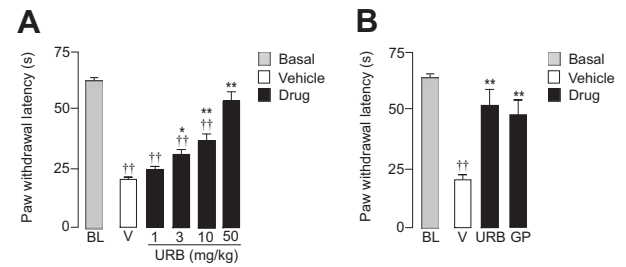 A
Paw withdrawal latency (s)
75
50
25
0
**
**
*
††
††
††
††
BL V 1 3 10 50
URB (mg/kg)
Basal
Vehicle
Drug
B
Paw withdrawal latency (s)
75
50
25
0
** **
††
BL V URB GP
Basal
Vehicle
Drug